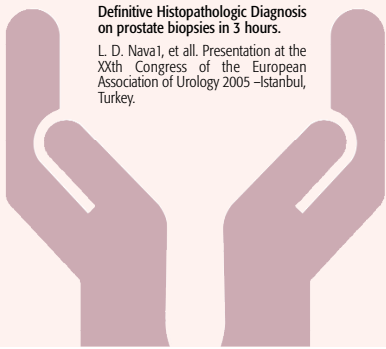 Definitive Histopathologic Diagnosis
on prostate biopsies in 3 hours.
L. D. Nava1, et all. Presentation at the
XXth Congress of the European
Association of Urology 2005 –Istanbul,
Turkey.